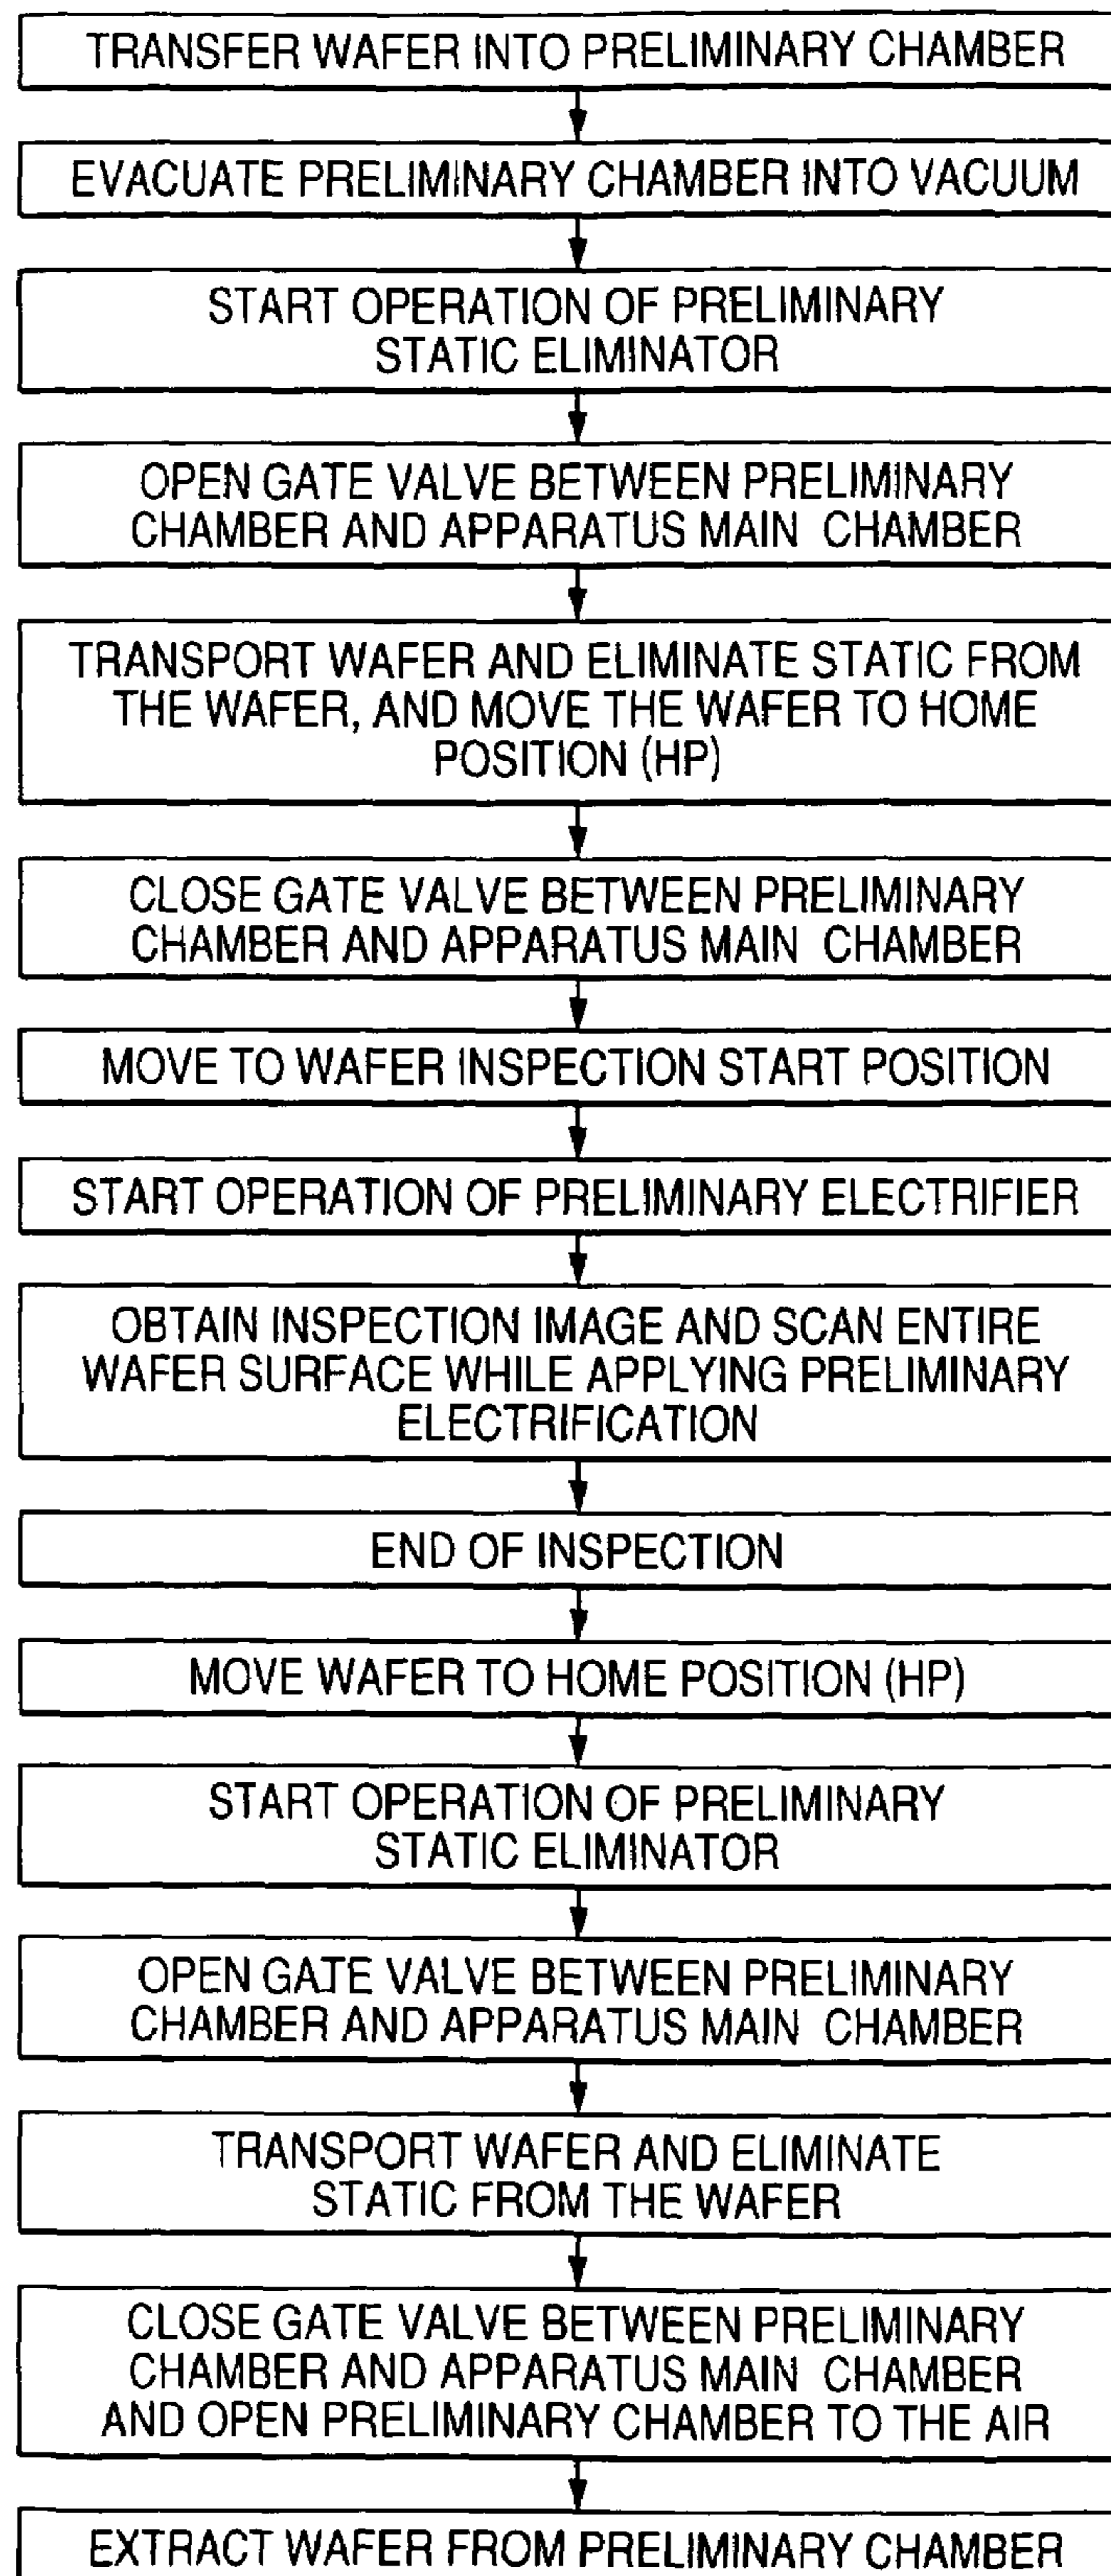 TRANSFER WAFER INTO PRELIMINARY CHAMBER
EVACUATE PRELIMINARY CHAMBER INTO VACUUM
START OPERATION OF PRELIMINARY
STATIC ELIMINATOR
OPEN GATE VALVE BETWEEN PRELIMINARY
CHAMBER AND APPARATUS MAIN CHAMBER
TRANSPORT WAFER AND ELIMINATE STATIC FROM
THE WAFER, AND MOVE THE WAFER TO HOME
POSITION (HP)
CLOSE GATE VALVE BETWEEN PRELIMINARY
CHAMBER AND APPARATUS MAIN CHAMBER
MOVE TO WAFER INSPECTION START POSITION
START OPERATION OF PRELIMINARY ELECTRIFIER
OBTAIN INSPECTION IMAGE AND SCAN ENTIRE
WAFER SURFACE WHILE APPLYING PRELIMINARY
ELECTRIFICATION
END OF INSPECTION
MOVE WAFER TO HOME POSITION (HP)
START OPERATION OF PRELIMINARY
STATIC ELIMINATOR
OPEN GATE VALVE BETWEEN PRELIMINARY
CHAMBER AND APPARATUS MAIN CHAMBER
TRANSPORT WAFER AND ELIMINATE
STATIC FROM THE WAFER
CLOSE GATE VALVE BETWEEN PRELIMINARY
CHAMBER AND APPARATUS MAIN CHAMBER
AND OPEN PRELIMINARY CHAMBER TO THE AIR
EXTRACT WAFER FROM PRELIMINARY CHAMBER